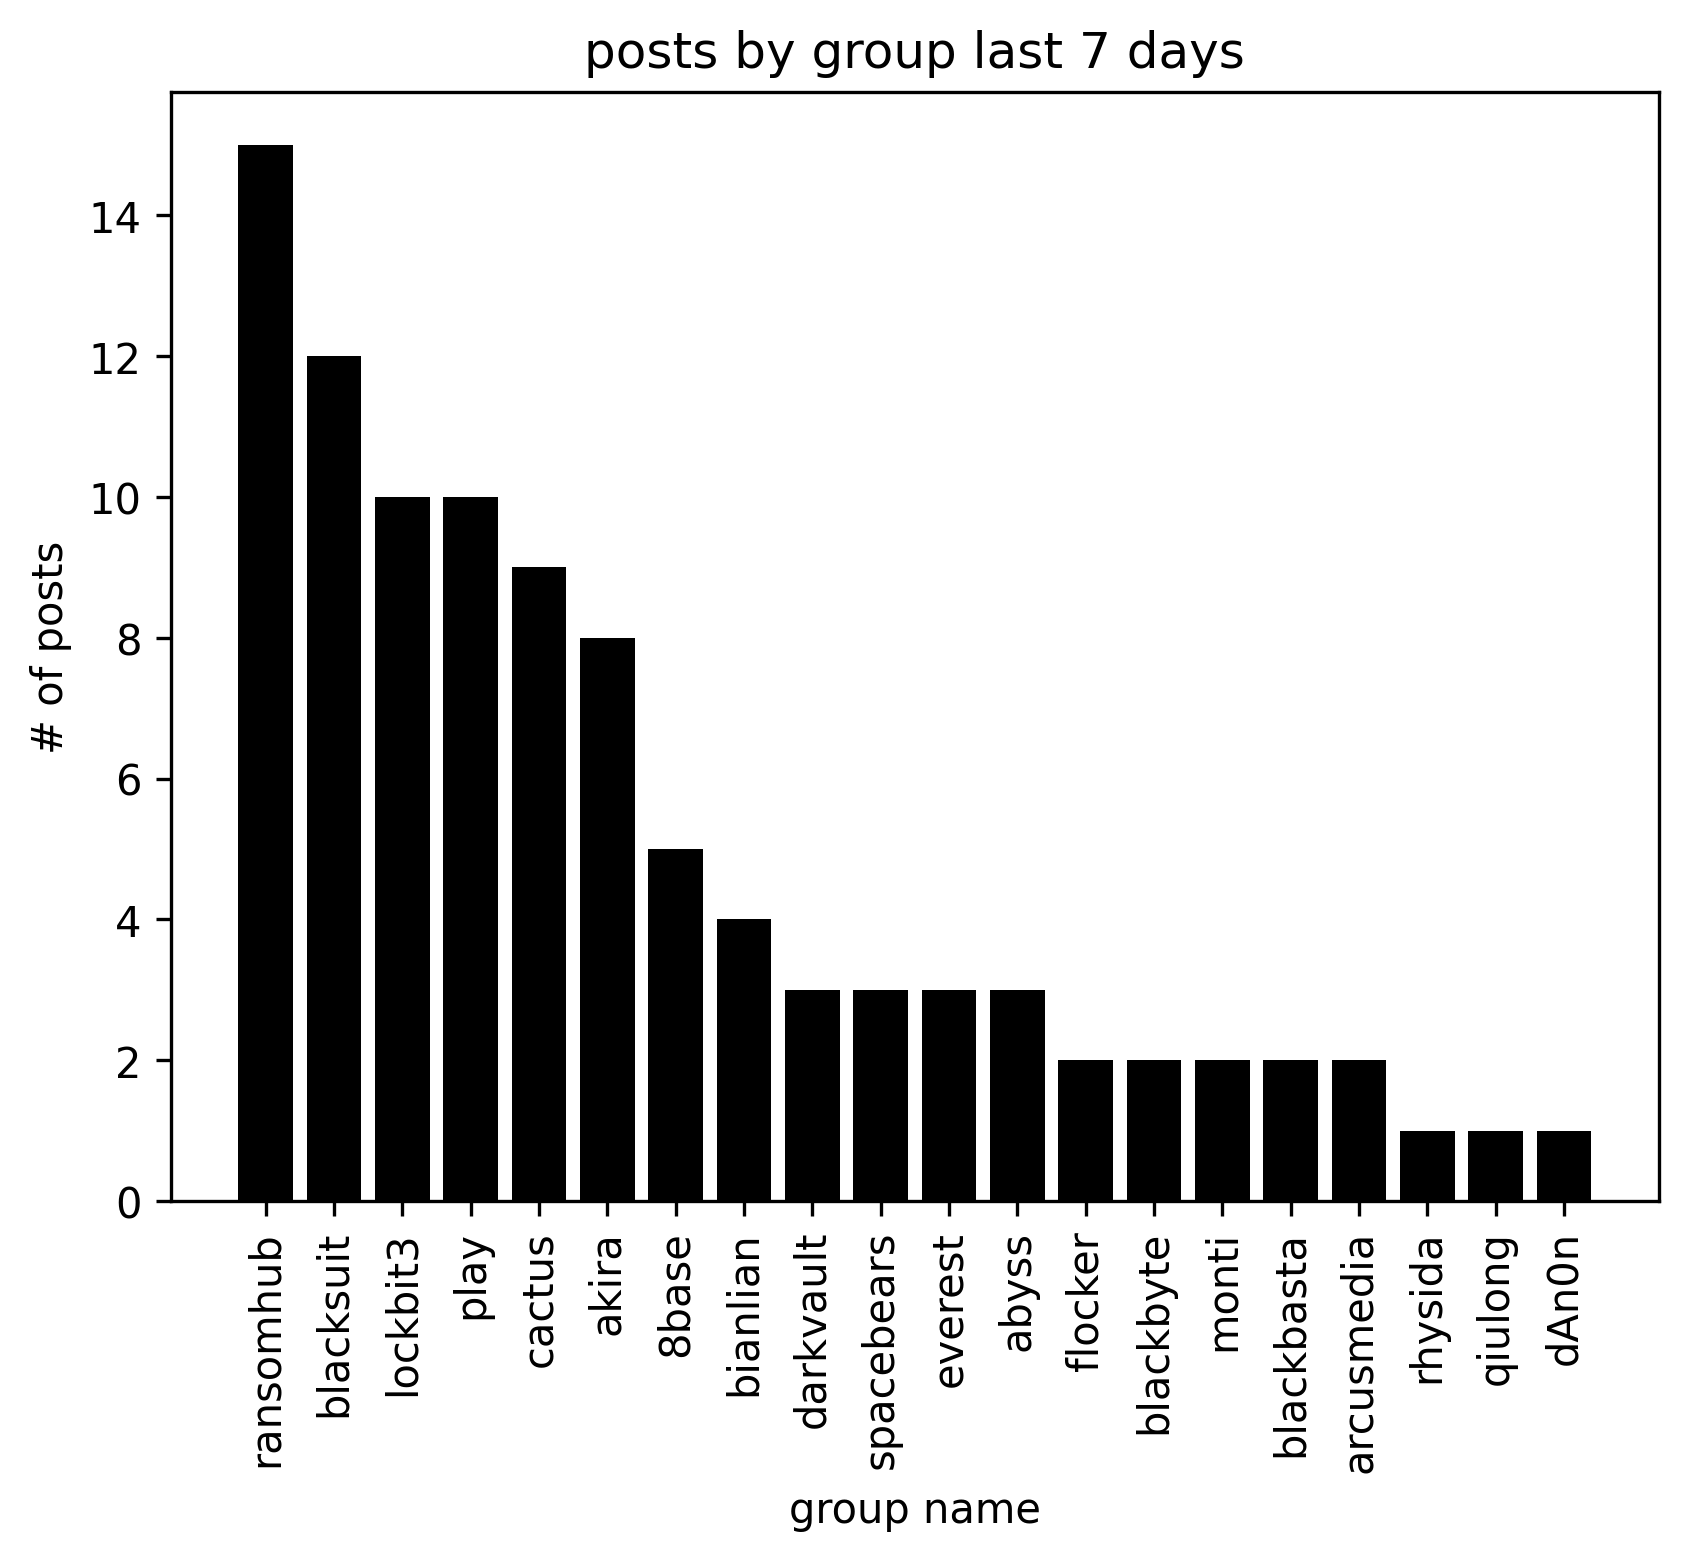 posts by group last 7 days
# of posts
14
12
10
8
6
4
2
0
ransomhub
blacksuit
lockbit3
play
cactus
akira
8base
bianlian
darkvault
spacebears
everest
abyss
flocker
blackbyte
monti
blackbasta
arcusmedia
rhysida
qiulong
dAn0n
group name